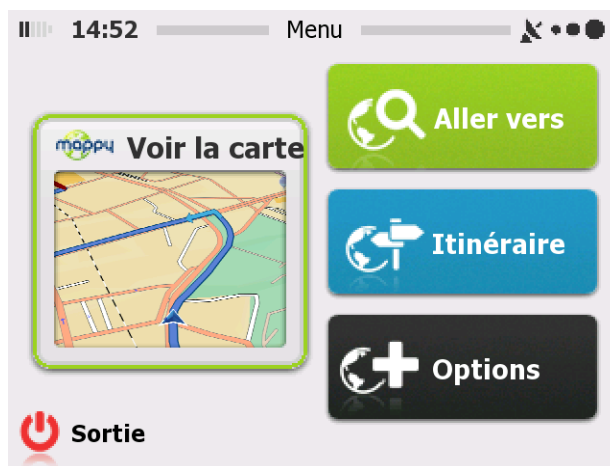 14:52 Menu
mappy Voir la carte
Aller vers
Itinéraire
Options
Sortie